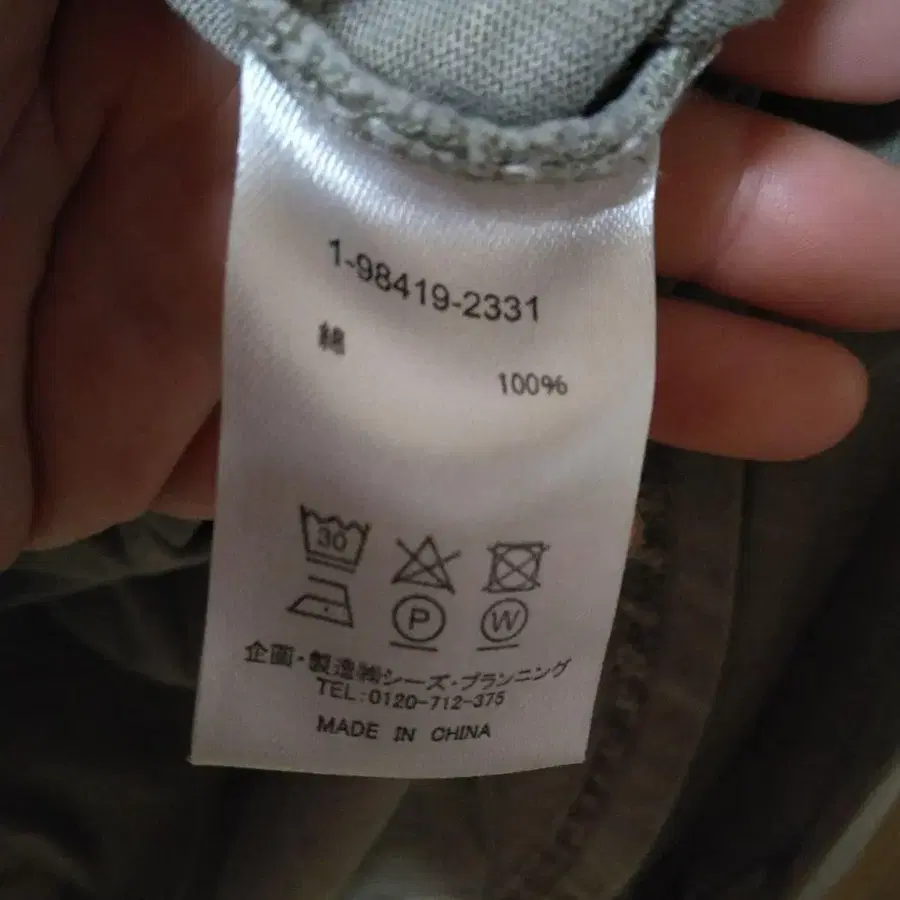 1-98419-2331
綿 100%
30
P W
企画・製造㈱シーズ・プランニング
TEL:0120-712-375
MADE IN CHINA